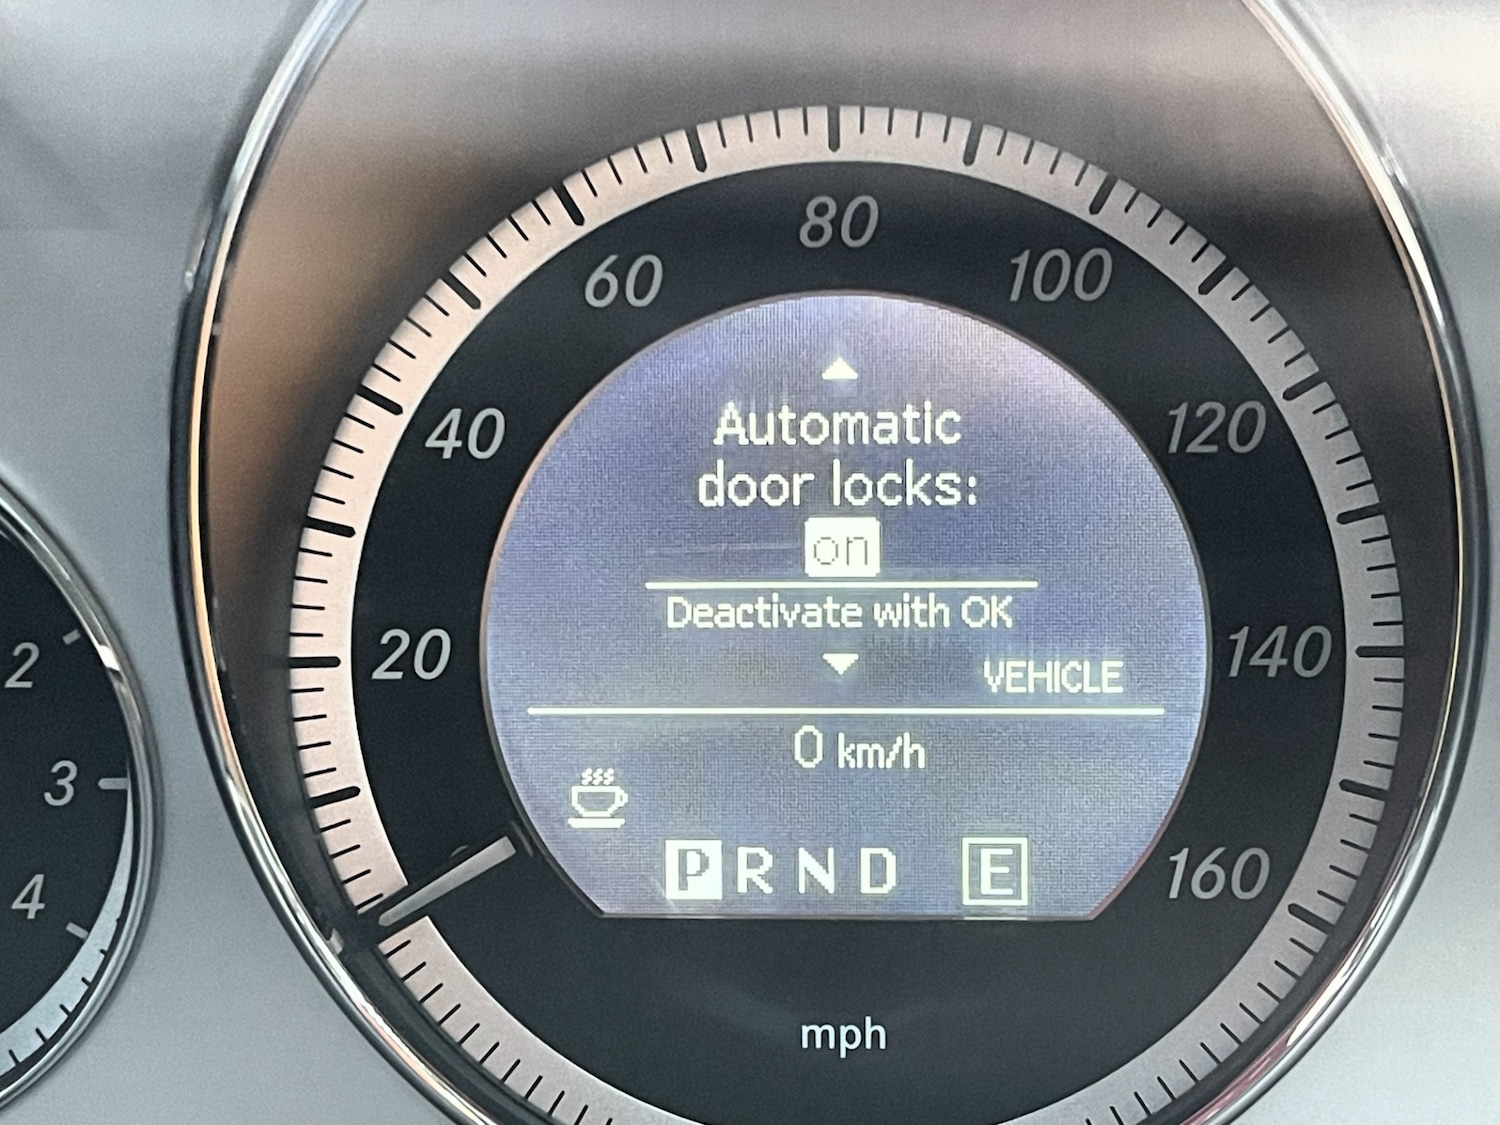 80
60
100
40
120
20
140
160
Automatic
door locks:
on
Deactivate with OK
VEHICLE
0 km/h
P R N D E
mph
2
3
4